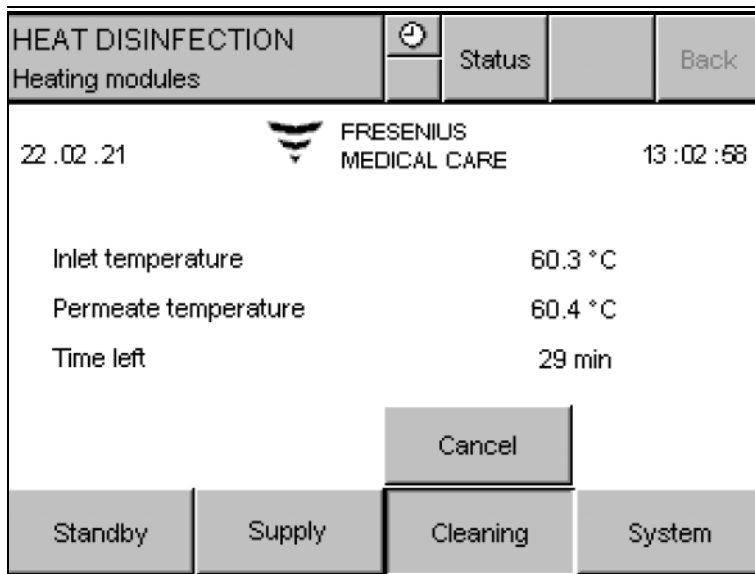 HEAT DISINFECTION
Heating modules
Status
Back
22 .02 .21
FRESENIUS
MEDICAL CARE
13 :02 :58
Inlet temperature 60.3 °C
Permeate temperature 60.4 °C
Time left 29 min
Cancel
Standby Supply Cleaning System